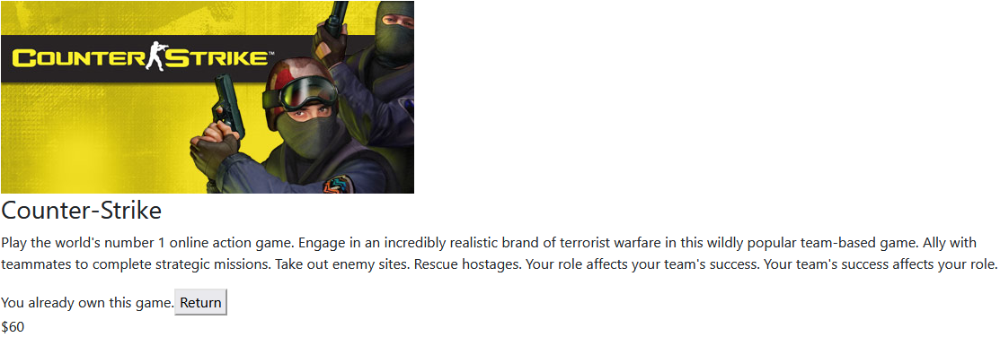 COUNTER STRIKE™
Counter-Strike
Play the world's number 1 online action game. Engage in an incredibly realistic brand of terrorist warfare in this wildly popular team-based game. Ally with
teammates to complete strategic missions. Take out enemy sites. Rescue hostages. Your role affects your team's success. Your team's success affects your role.
You already own this game. Return
$60